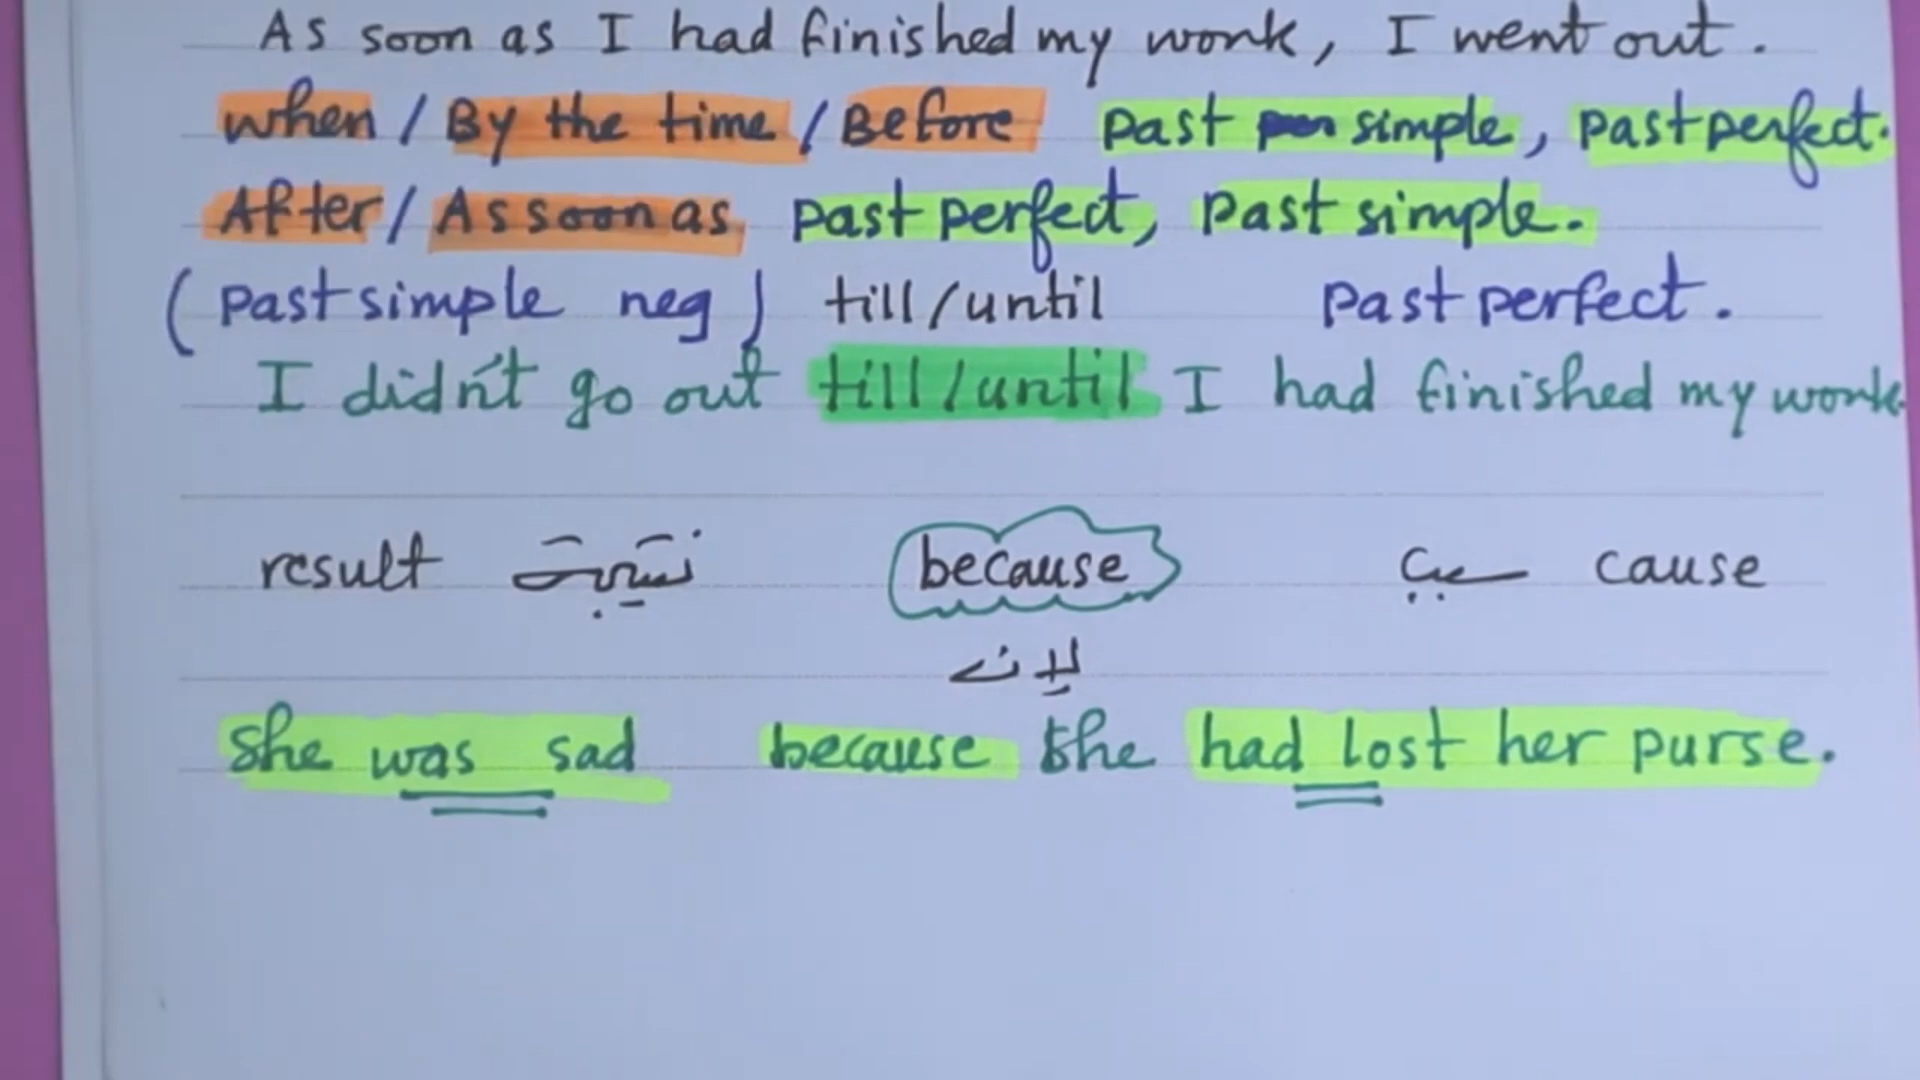 As soon as I had finished my work, I went out.
when / By the time / Before past simple, past perfect.
After / As soon as past perfect, past simple.
(past simple neg) till/until past perfect.
I didn't go out till/until I had finished my work
result نتيجة because سبب cause
لأن
She was sad because she had lost her purse.